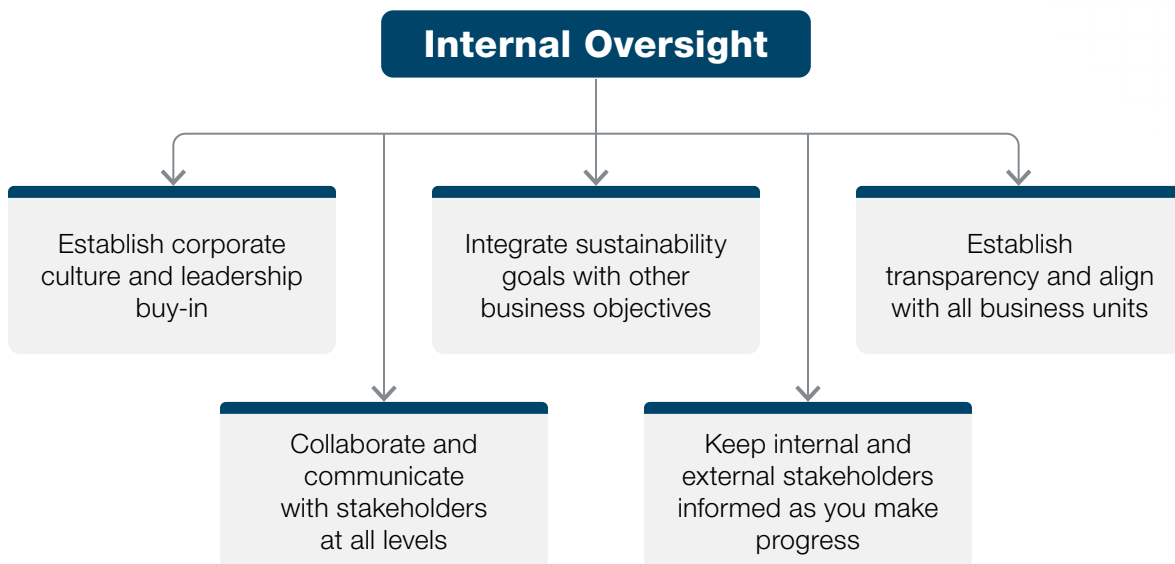 Internal Oversight
Establish corporate
culture and leadership
buy-in
Integrate sustainability
goals with other
business objectives
Establish
transparency and align
with all business units
Collaborate and
communicate
with stakeholders
at all levels
Keep internal and
external stakeholders
informed as you make
progress